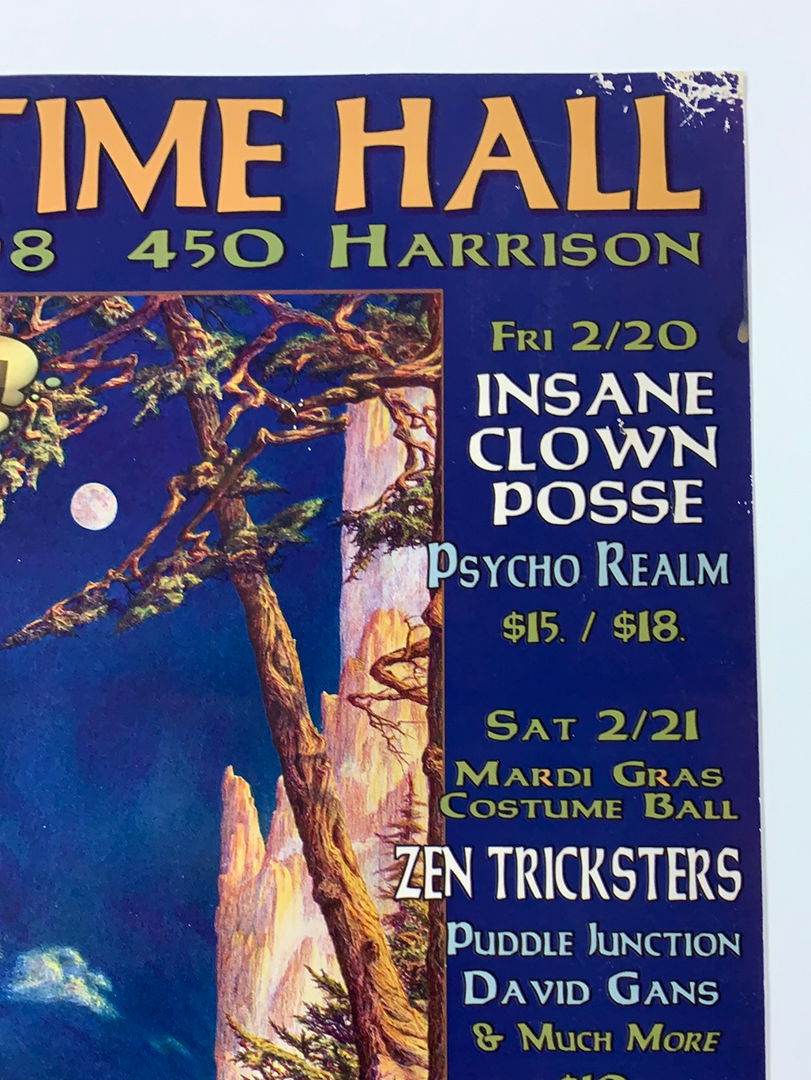 TIME HALL
98 450 HARRISON
FRI 2/20
INSANE
CLOWN
POSSE
PSYCHO REALM
$15. / $18.
SAT 2/21
MARDI GRAS
COSTUME BALL
ZEN TRICKSTERS
PUDDLE JUNCTION
DAVID GANS
& MUCH MORE